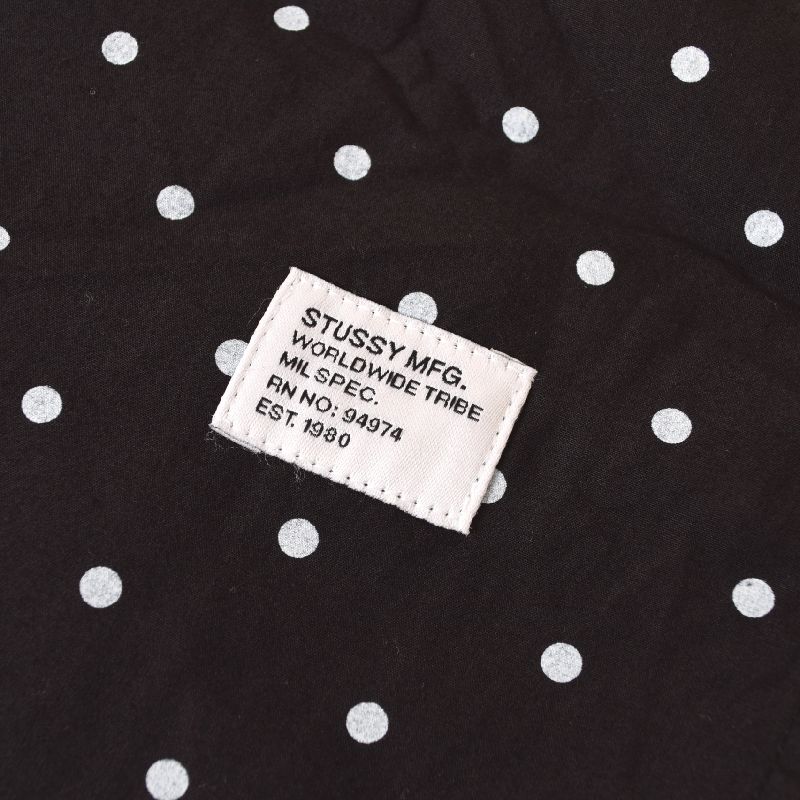 STUSSY MFG.
WORLDWIDE TRIBE
MIL SPEC.
RN NO: 94974
EST. 1980